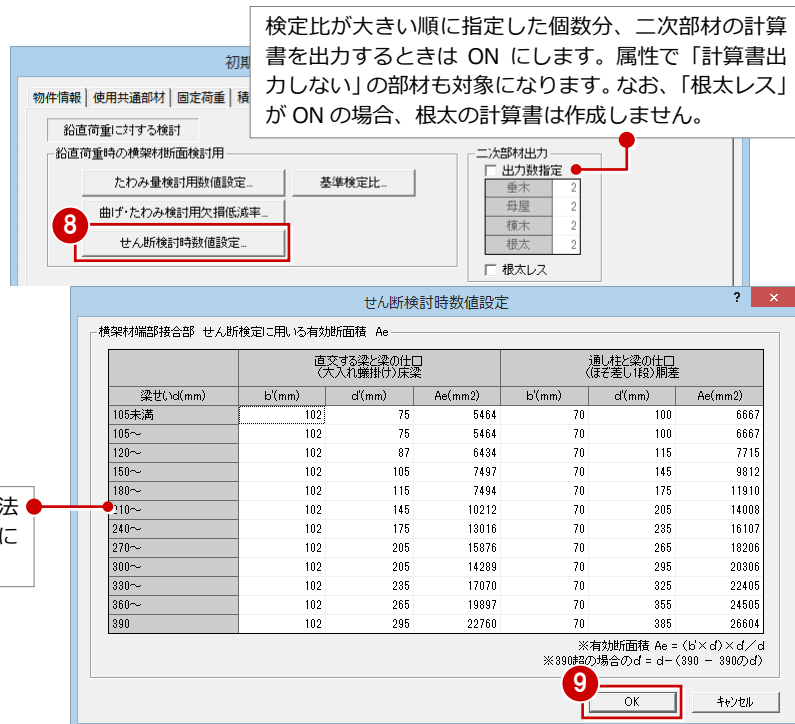 検定比が大きい順に指定した個数分、二次部材の計算
書を出力するときは ON にします。属性で「計算書出
力しない」の部材も対象になります。なお、「根太レス」
が ON の場合、根太の計算書は作成しません。
初期
物件情報 使用共通部材 固定荷重 積
鉛直荷重に対する検討
鉛直荷重時の横架材断面検討用
たわみ量検討用数値設定...
基準検定比...
曲げ・たわみ検討用欠損低減率...
8
せん断検討時数値設定...
二次部材出力
出力数指定
垂木 2
母屋 2
棟木 2
根太 2
根太レス
せん断検討時数値設定
? ×
横架材端部接合部 せん断検定に用いる有効断面積 Ae
直交する梁と梁の仕口 通し柱と梁の仕口
(大入れ蟻掛け)床梁 (ほぞ差し1段)胴差
梁せいd(mm) b'(mm) d'(mm) Ae(mm2) b'(mm) d'(mm) Ae(mm2)
105未満 102 75 5464 70 100 6667
105～ 102 75 5464 70 100 6667
120～ 102 87 6434 70 115 7715
150～ 102 105 7497 70 145 9812
180～ 102 115 7494 70 175 11910
210～ 102 145 10212 70 205 14008
240～ 102 175 13016 70 235 16107
270～ 102 205 15876 70 265 18206
300～ 102 205 14289 70 295 20306
330～ 102 235 17070 70 325 22405
360～ 102 265 19897 70 355 24505
390 102 295 22760 70 385 26604
法
に
※有効断面積 Ae = (b'×d')×d'／d
※390超の場合のd' = d-(390 - 390のd')
9
OK
キャンセル